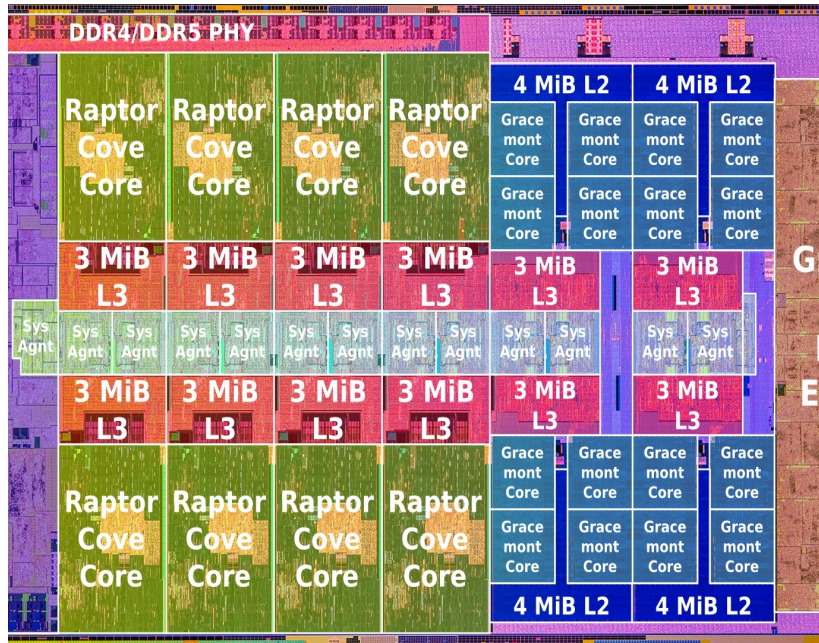 DDR4/DDR5 PHY
4 MiB L2
4 MiB L2
Raptor
Cove
Core
Raptor
Cove
Core
Raptor
Cove
Core
Raptor
Cove
Core
Grace
mont
Core
Grace
mont
Core
Grace
mont
Core
Grace
mont
Core
Grace
mont
Core
Grace
mont
Core
Grace
mont
Core
Grace
mont
Core
3 MiB
L3
3 MiB
L3
3 MiB
L3
3 MiB
L3
3 MiB
L3
3 MiB
L3
Sys
Agnt
Sys
Agnt
Sys
Agnt
Sys
Agnt
Sys
Agnt
Sys
Agnt
Sys
Agnt
Sys
Agnt
Sys
Agnt
Sys
Agnt
Sys
Agnt
Sys
Agnt
Sys
Agnt
3 MiB
L3
3 MiB
L3
3 MiB
L3
3 MiB
L3
3 MiB
L3
3 MiB
L3
Raptor
Cove
Core
Raptor
Cove
Core
Raptor
Cove
Core
Raptor
Cove
Core
Grace
mont
Core
Grace
mont
Core
Grace
mont
Core
Grace
mont
Core
Grace
mont
Core
Grace
mont
Core
Grace
mont
Core
Grace
mont
Core
4 MiB L2
4 MiB L2